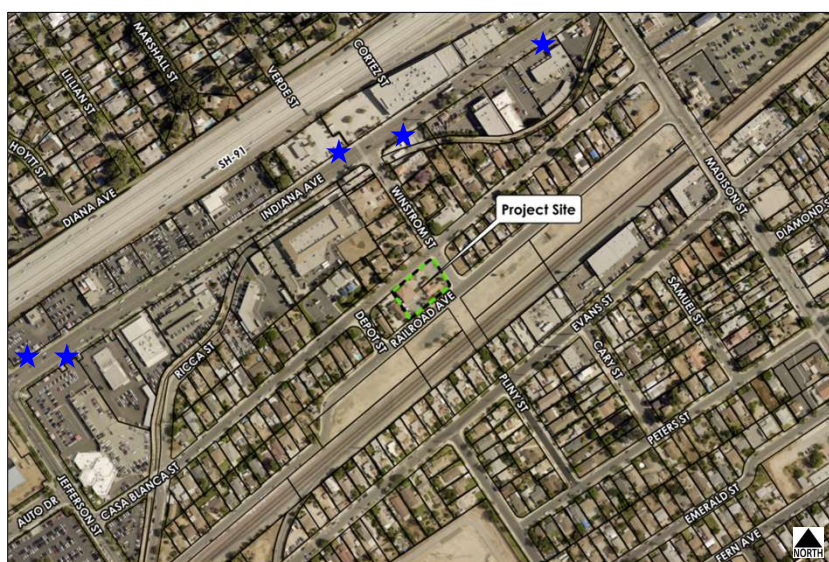 MARSHALL ST
CORTEZ ST
LILLIAN ST
VERDE ST
HOYTT ST
SH-91
DIANA AVE
INDIANA AVE
MADISON ST
WINSTROM ST
Project Site
DIAMOND S
RICCA ST
DEPOT ST
RAILROAD AVE
EVANS ST
SAMUEL ST
CARY ST
PLINY ST
PETERS ST
CASA BLANCA ST
JEFFERSON ST
AUTO DR
EMERALD ST
FERN AVE
NORTH